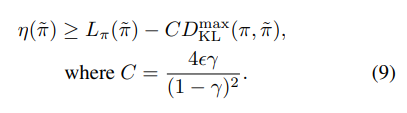 η(π̃) ≥ L_π(π̃) − CD_KL^max(π, π̃),
where C = 4εγ / (1 − γ)². (9)